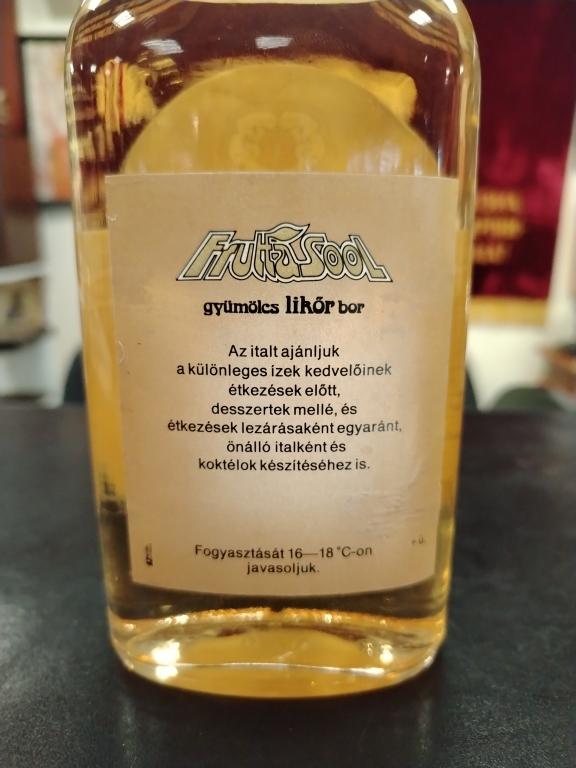 FruttaSooL
gyümölcs likőr bor
Az italt ajánljuk
a különleges ízek kedvelőinek
étkezések előtt,
desszertek mellé, és
étkezések lezárásaként egyaránt,
önálló italként és
koktélok készítéséhez is.
Fogyasztását 16—18 °C-on
javasoljuk.